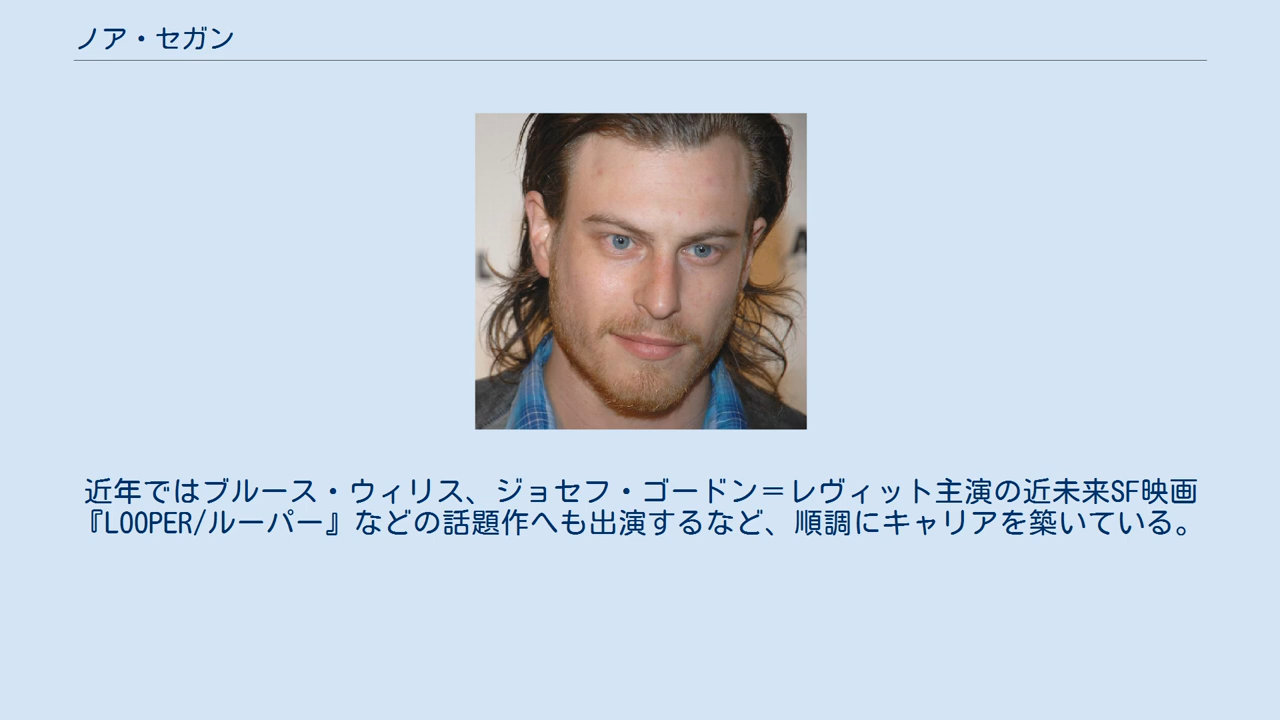 ノア・セガン
近年ではブルース・ウィリス、ジョセフ・ゴードン＝レヴィット主演の近未来SF映画
『LOOPER/ルーパー』などの話題作へも出演するなど、順調にキャリアを築いている。